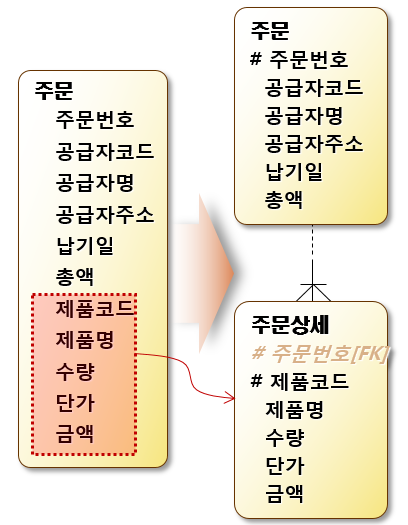 주문
주문번호
공급자코드
공급자명
공급자주소
납기일
총액
제품코드
제품명
수량
단가
금액
주문
# 주문번호
공급자코드
공급자명
공급자주소
납기일
총액
주문상세
# 주문번호[FK]
# 제품코드
제품명
수량
단가
금액